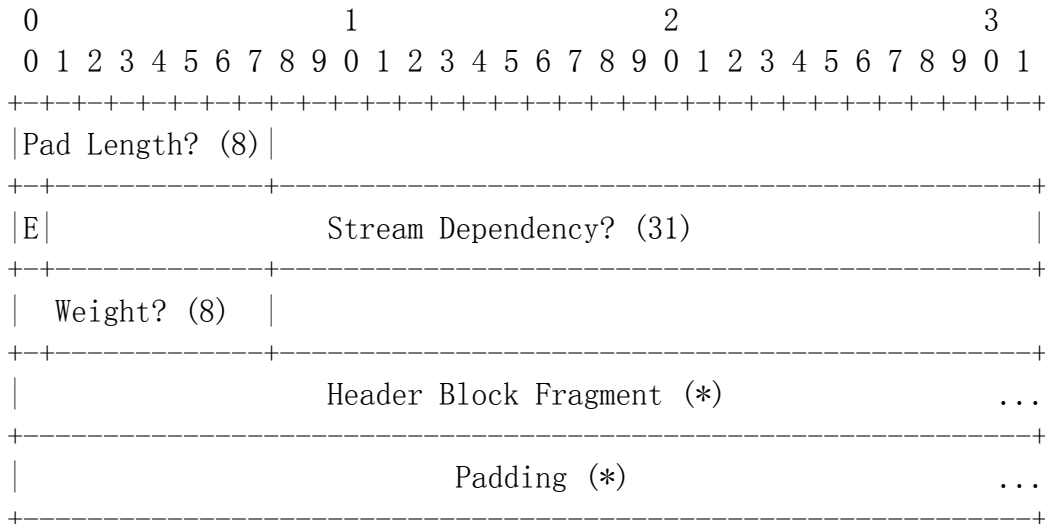 0                   1                   2                   3
 0 1 2 3 4 5 6 7 8 9 0 1 2 3 4 5 6 7 8 9 0 1 2 3 4 5 6 7 8 9 0 1
+-+-+-+-+-+-+-+-+-+-+-+-+-+-+-+-+-+-+-+-+-+-+-+-+-+-+-+-+-+-+-+-+
|Pad Length? (8)|
+-+-------------+-----------------------------------------------+
|E|                 Stream Dependency? (31)                     |
+-+-------------+-----------------------------------------------+
|  Weight? (8)  |
+-+-------------+-----------------------------------------------+
|                   Header Block Fragment (*)                 ...
+---------------------------------------------------------------+
|                           Padding (*)                       ...
+---------------------------------------------------------------+